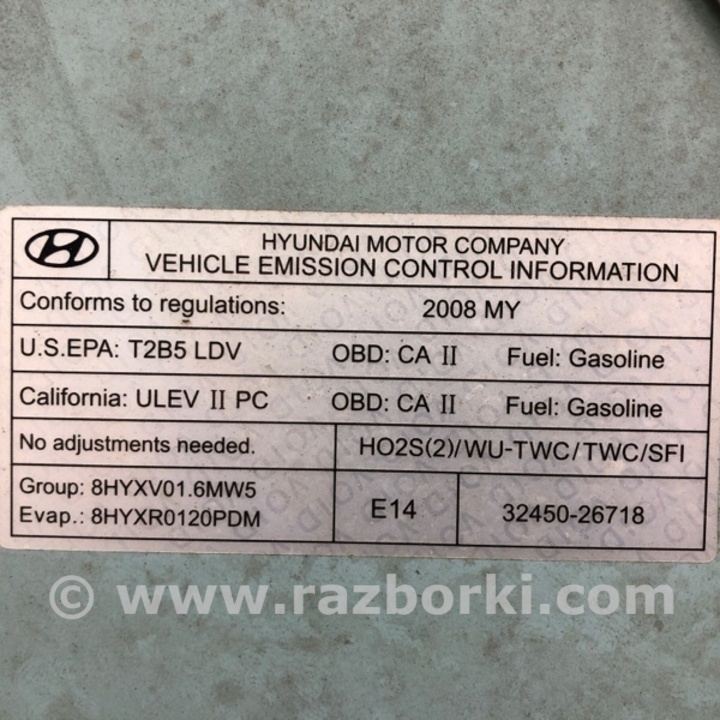 HYUNDAI MOTOR COMPANY
VEHICLE EMISSION CONTROL INFORMATION
Conforms to regulations: 2008 MY
U.S.EPA: T2B5 LDV OBD: CA II Fuel: Gasoline
California: ULEV II PC OBD: CA II Fuel: Gasoline
No adjustments needed. HO2S(2)/WU-TWC/TWC/SFI
Group: 8HYXV01.6MW5
Evap.: 8HYXR0120PDM
E14
32450-26718
© www.razborki.com